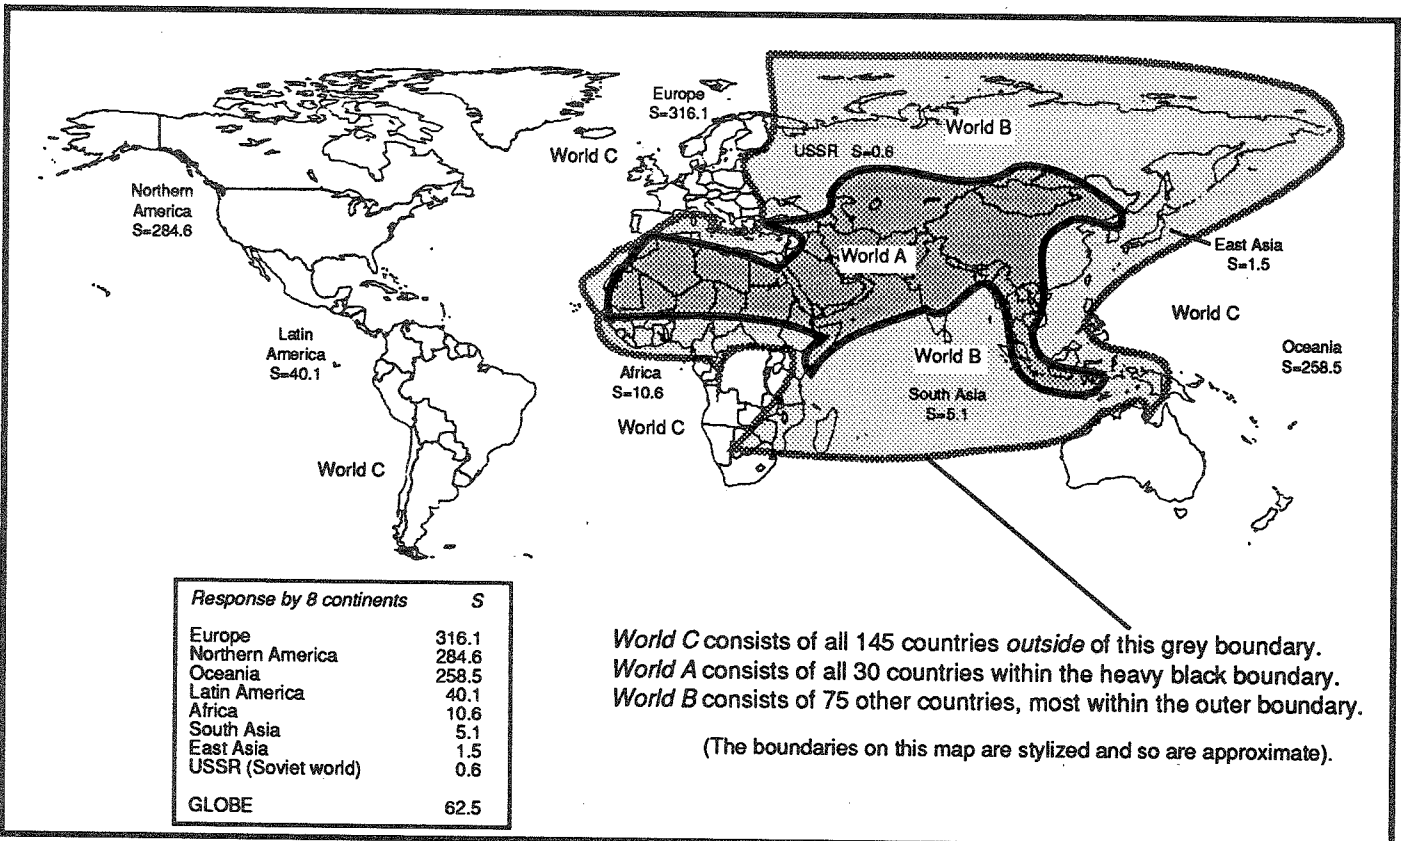 Europe
S=316.1
World C
World B
USSR S=0.6
Northern
America
S=284.6
World A
East Asia
S=1.5
World C
Latin
America
S=40.1
World B
Oceania
S=258.5
Africa
S=10.6
South Asia
S=5.1
World C
World C
Response by 8 continents S
Europe 316.1
Northern America 284.6
Oceania 258.5
Latin America 40.1
Africa 10.6
South Asia 5.1
East Asia 1.5
USSR (Soviet world) 0.6
GLOBE 62.5
World C consists of all 145 countries outside of this grey boundary.
World A consists of all 30 countries within the heavy black boundary.
World B consists of 75 other countries, most within the outer boundary.
(The boundaries on this map are stylized and so are approximate).